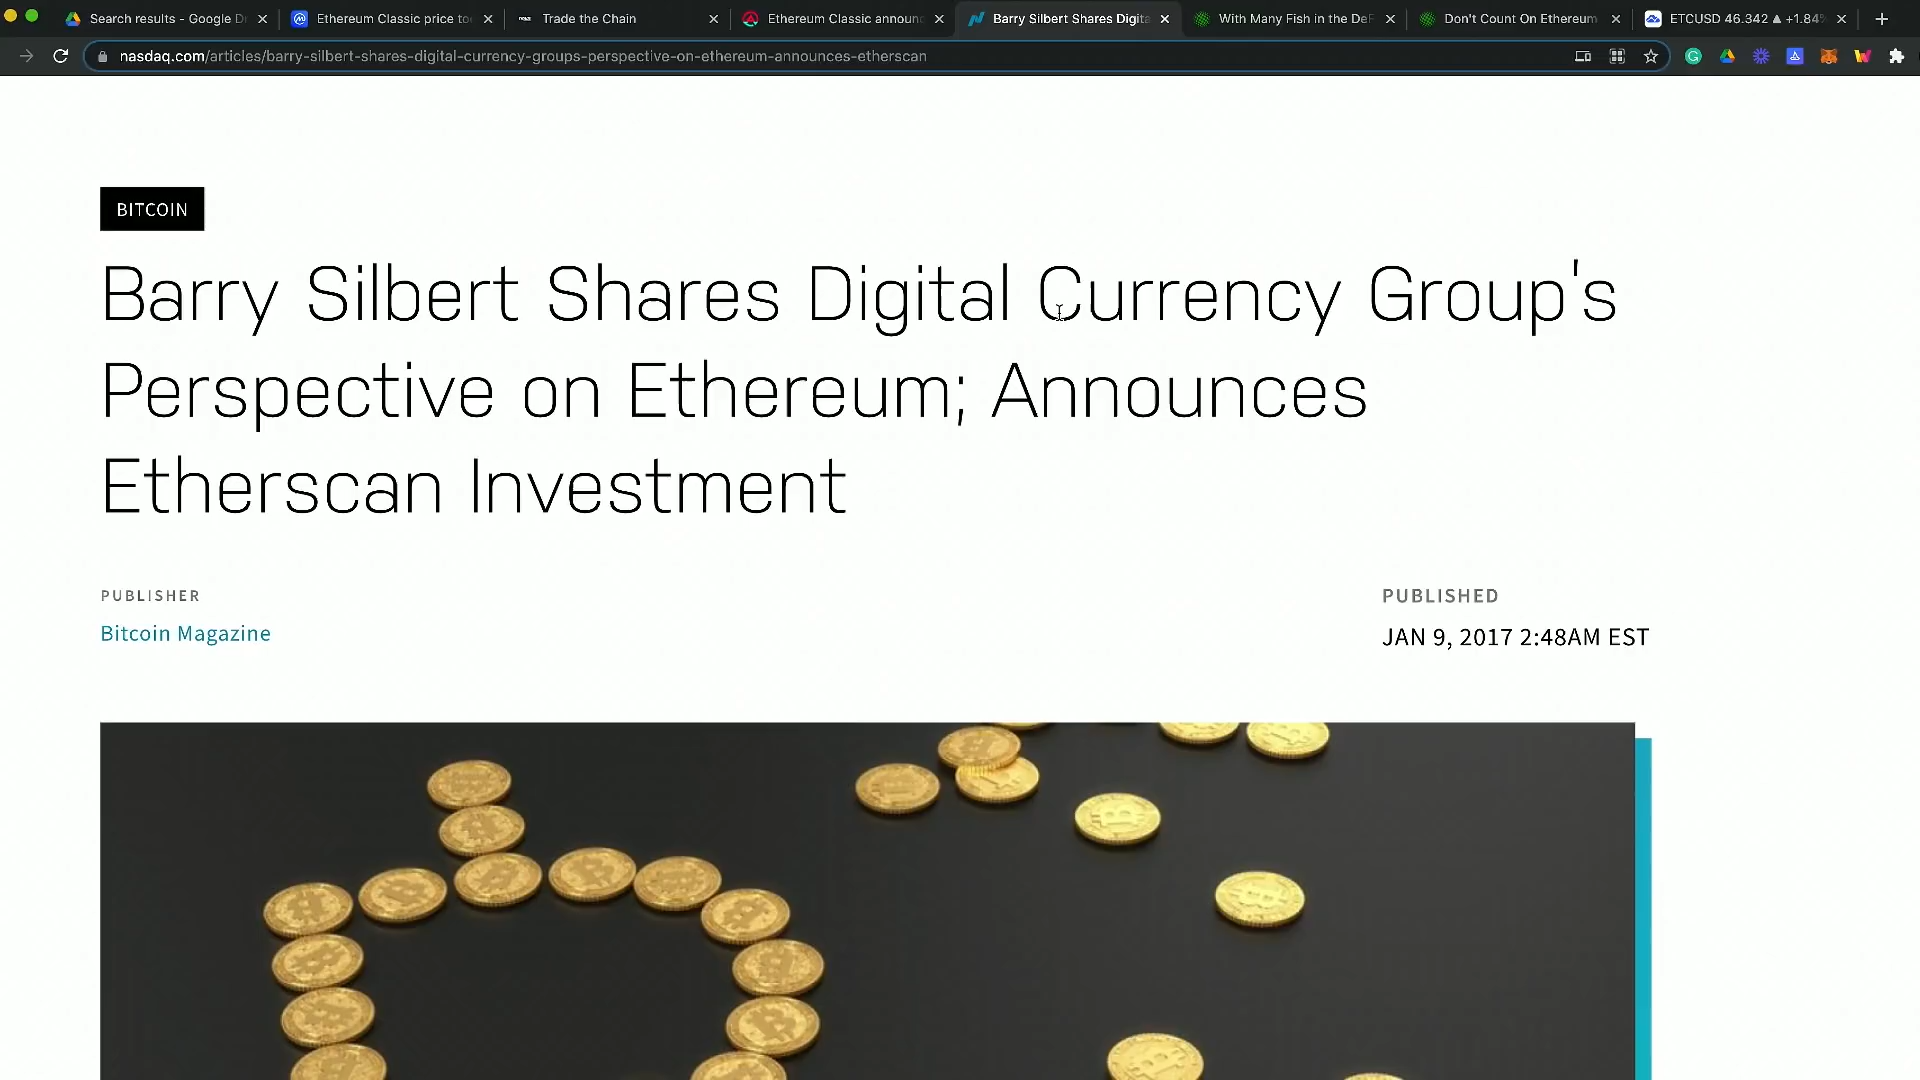 Search results - Google D
Ethereum Classic price to
Trade the Chain
Ethereum Classic announ
Barry Silbert Shares Digita
With Many Fish in the DeF
Don't Count On Ethereum
ETCUSD 46.342 ▲ +1.84%
nasdaq.com/articles/barry-silbert-shares-digital-currency-groups-perspective-on-ethereum-announces-etherscan
BITCOIN
Barry Silbert Shares Digital Currency Group's
Perspective on Ethereum; Announces
Etherscan Investment
PUBLISHER
PUBLISHED
Bitcoin Magazine
JAN 9, 2017 2:48AM EST